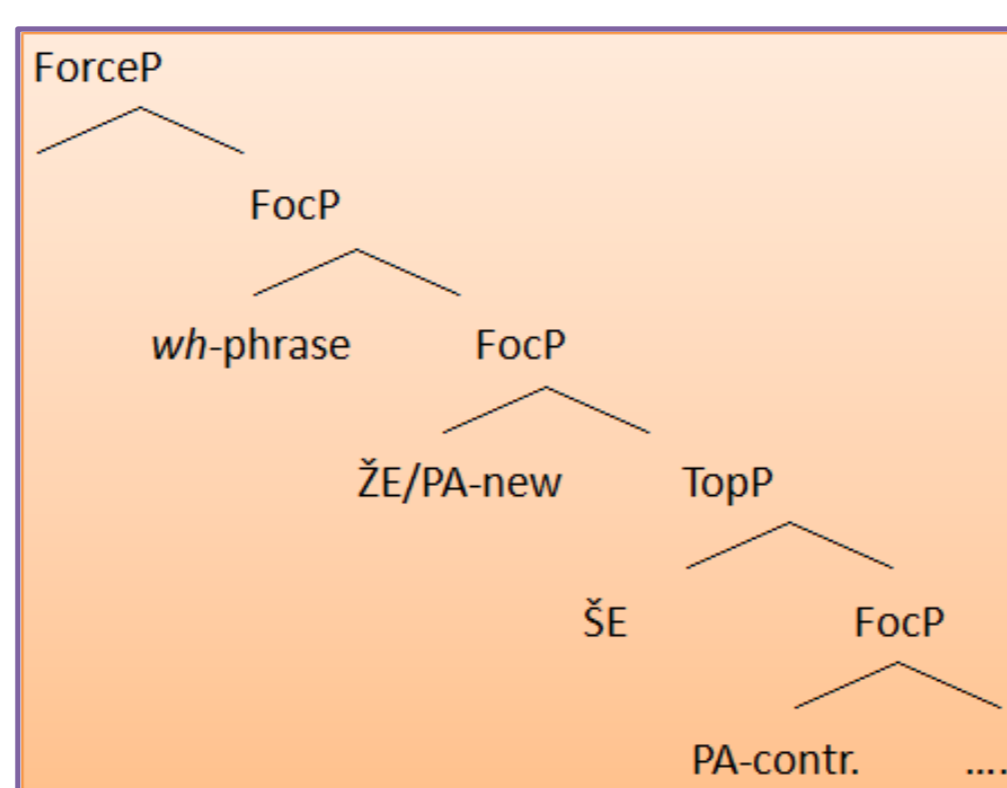 ForceP
FocP
wh-phrase FocP
ŽE/PA-new TopP
ŠE FocP
PA-contr. ....